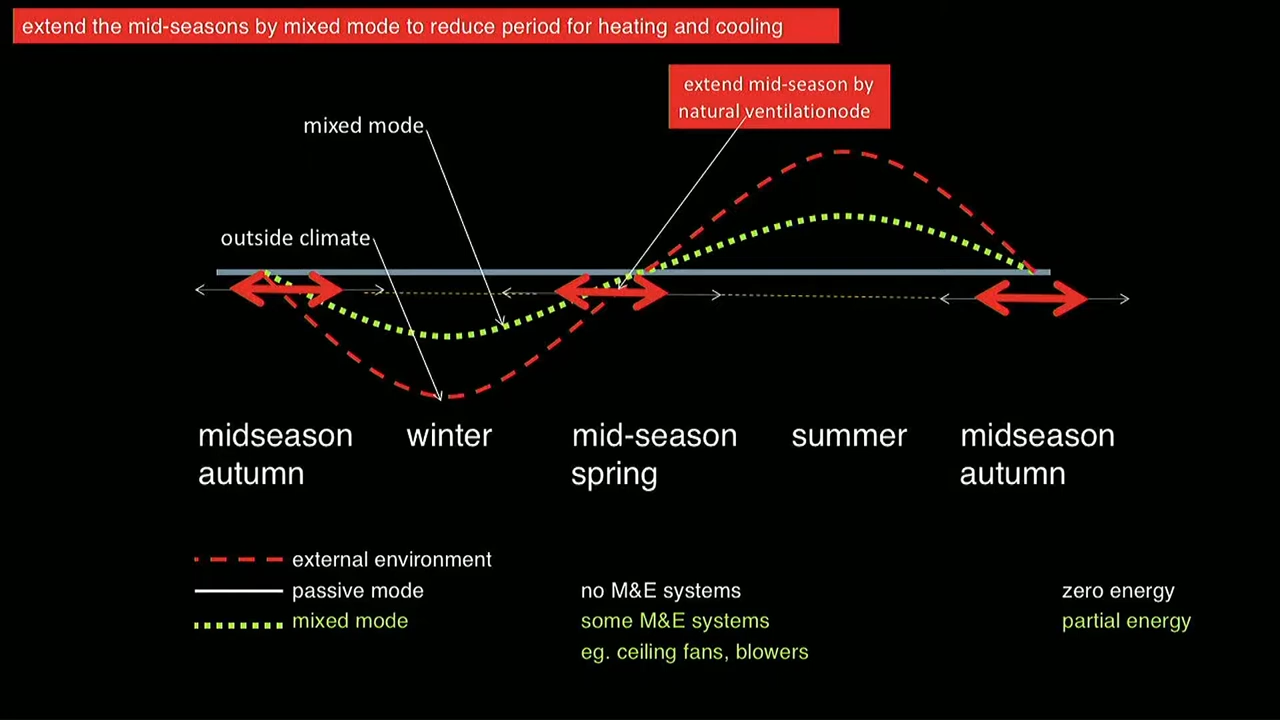 extend the mid-seasons by mixed mode to reduce period for heating and cooling
extend mid-season by
natural ventilationode
mixed mode
outside climate
midseason
autumn
winter
mid-season
spring
summer
midseason
autumn
external environment
passive mode
no M&E systems
zero energy
mixed mode
some M&E systems
partial energy
eg. ceiling fans, blowers